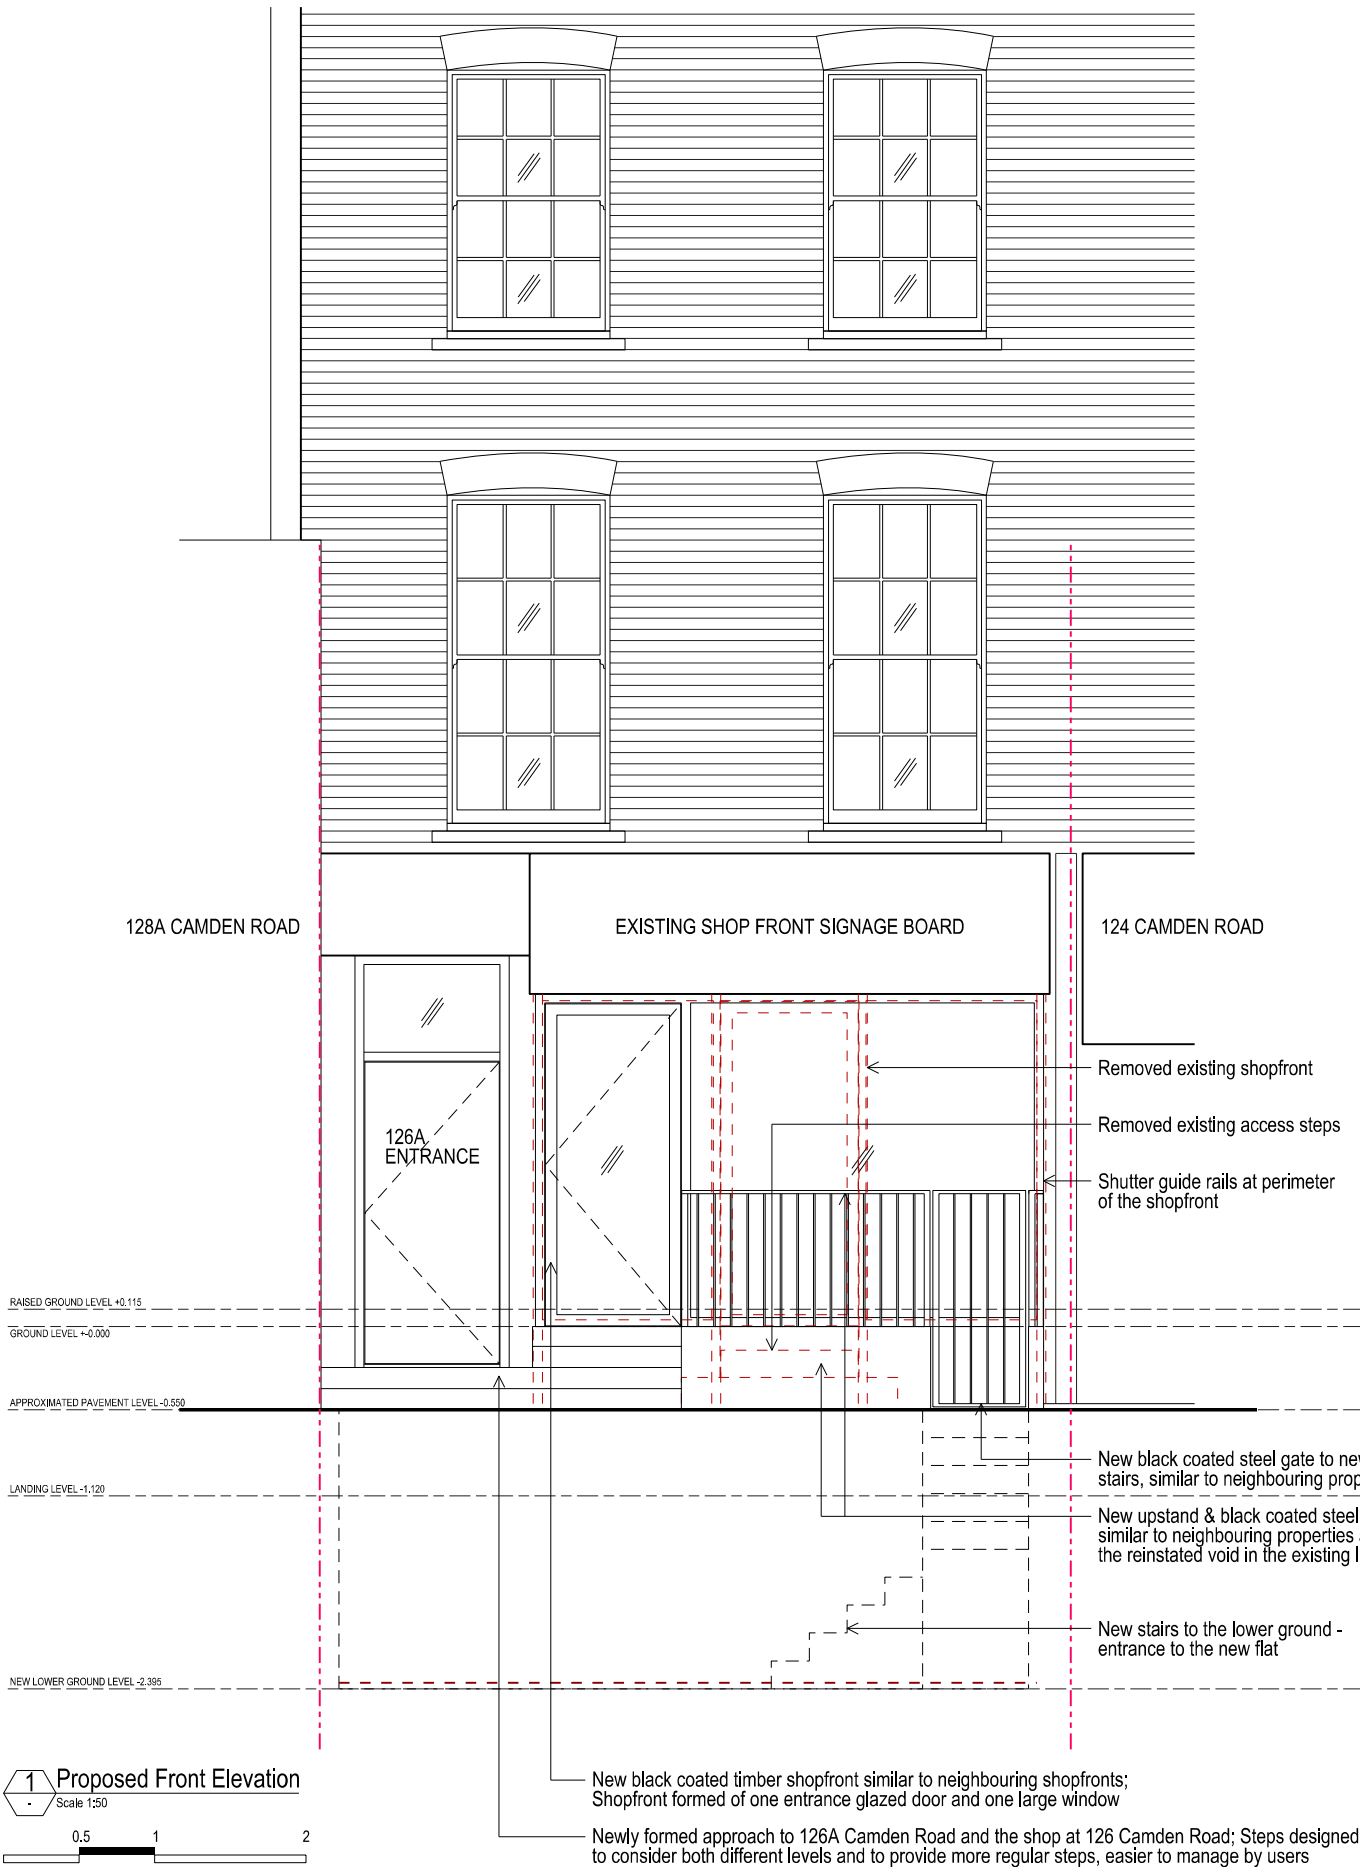 128A CAMDEN ROAD
EXISTING SHOP FRONT SIGNAGE BOARD
124 CAMDEN ROAD
Removed existing shopfront
Removed existing access steps
126A
ENTRANCE
Shutter guide rails at perimeter
of the shopfront
RAISED GROUND LEVEL +0.115
GROUND LEVEL +-0.000
APPROXIMATED PAVEMENT LEVEL -0.550
New black coated steel gate to
stairs, similar to neighbouring
LANDING LEVEL -1.120
New upstand & black coated steel
similar to neighbouring properties
the reinstated void in the existing
New stairs to the lower ground -
entrance to the new flat
NEW LOWER GROUND LEVEL -2.395
1 Proposed Front Elevation
- Scale 1:50
0.5 1 2
New black coated timber shopfront similar to neighbouring shopfronts;
Shopfront formed of one entrance glazed door and one large window
Newly formed approach to 126A Camden Road and the shop at 126 Camden Road; Steps designed
to consider both different levels and to provide more regular steps, easier to manage by users